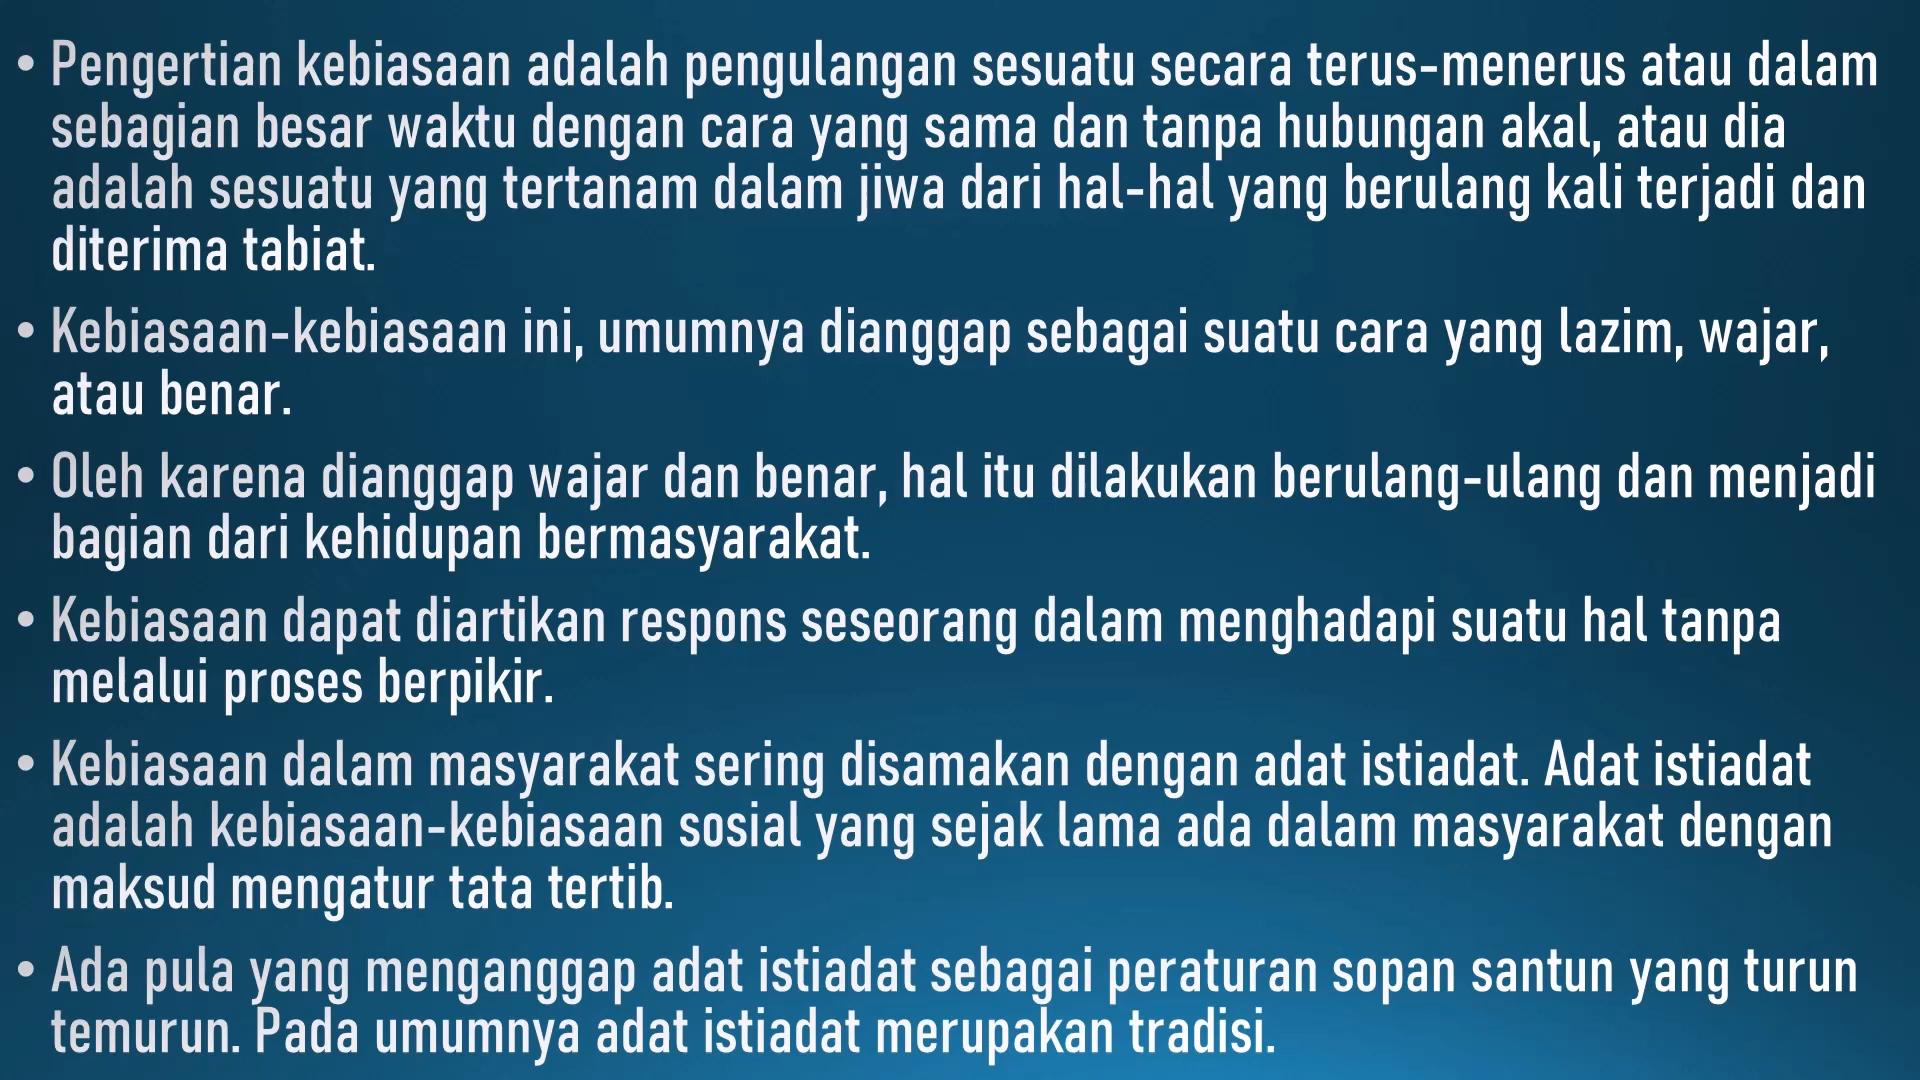 • Pengertian kebiasaan adalah pengulangan sesuatu secara terus-menerus atau dalam
sebagian besar waktu dengan cara yang sama dan tanpa hubungan akal, atau dia
adalah sesuatu yang tertanam dalam jiwa dari hal-hal yang berulang kali terjadi dan
diterima tabiat.
• Kebiasaan-kebiasaan ini, umumnya dianggap sebagai suatu cara yang lazim, wajar,
atau benar.
• Oleh karena dianggap wajar dan benar, hal itu dilakukan berulang-ulang dan menjadi
bagian dari kehidupan bermasyarakat.
• Kebiasaan dapat diartikan respons seseorang dalam menghadapi suatu hal tanpa
melalui proses berpikir.
• Kebiasaan dalam masyarakat sering disamakan dengan adat istiadat. Adat istiadat
adalah kebiasaan-kebiasaan sosial yang sejak lama ada dalam masyarakat dengan
maksud mengatur tata tertib.
• Ada pula yang menganggap adat istiadat sebagai peraturan sopan santun yang turun
temurun. Pada umumnya adat istiadat merupakan tradisi.